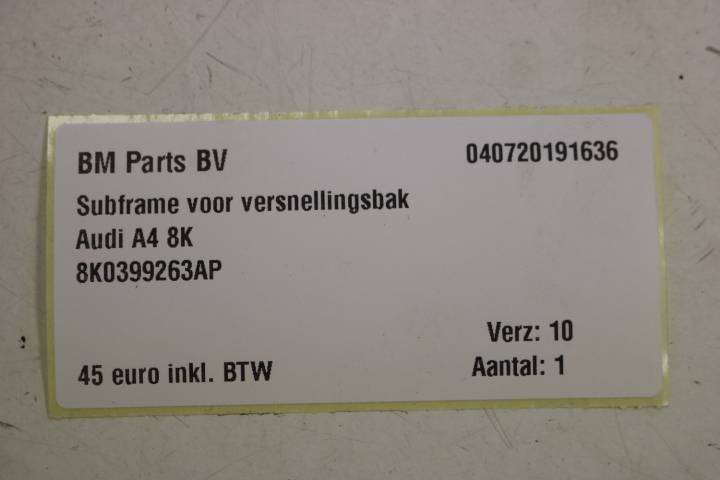 BM Parts BV 040720191636
Subframe voor versnellingsbak
Audi A4 8K
8K0399263AP
Verz: 10
45 euro inkl. BTW Aantal: 1